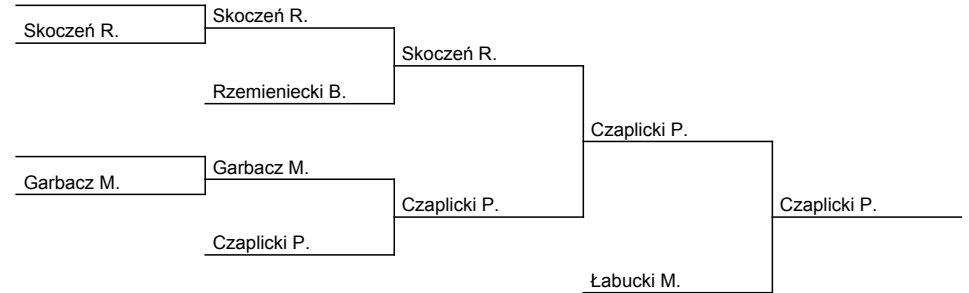 Skoczeń R.
Skoczeń R.
Skoczeń R.
Rzemieniecki B.
Czaplicki P.
Garbacz M.
Garbacz M.
Czaplicki P.
Czaplicki P.
Czaplicki P.
Łabucki M.